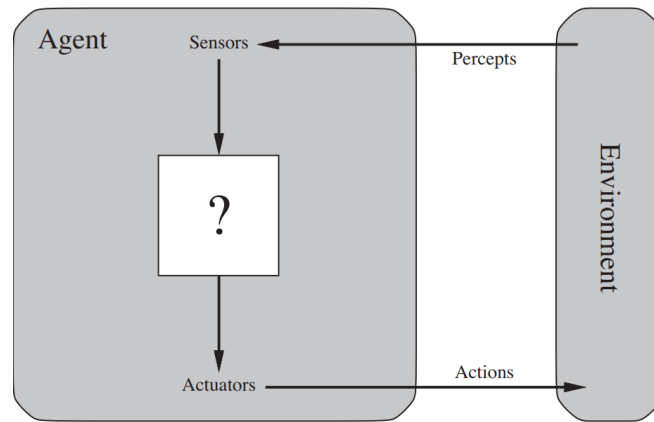 Agent
Sensors
Percepts
?
Environment
Actuators
Actions